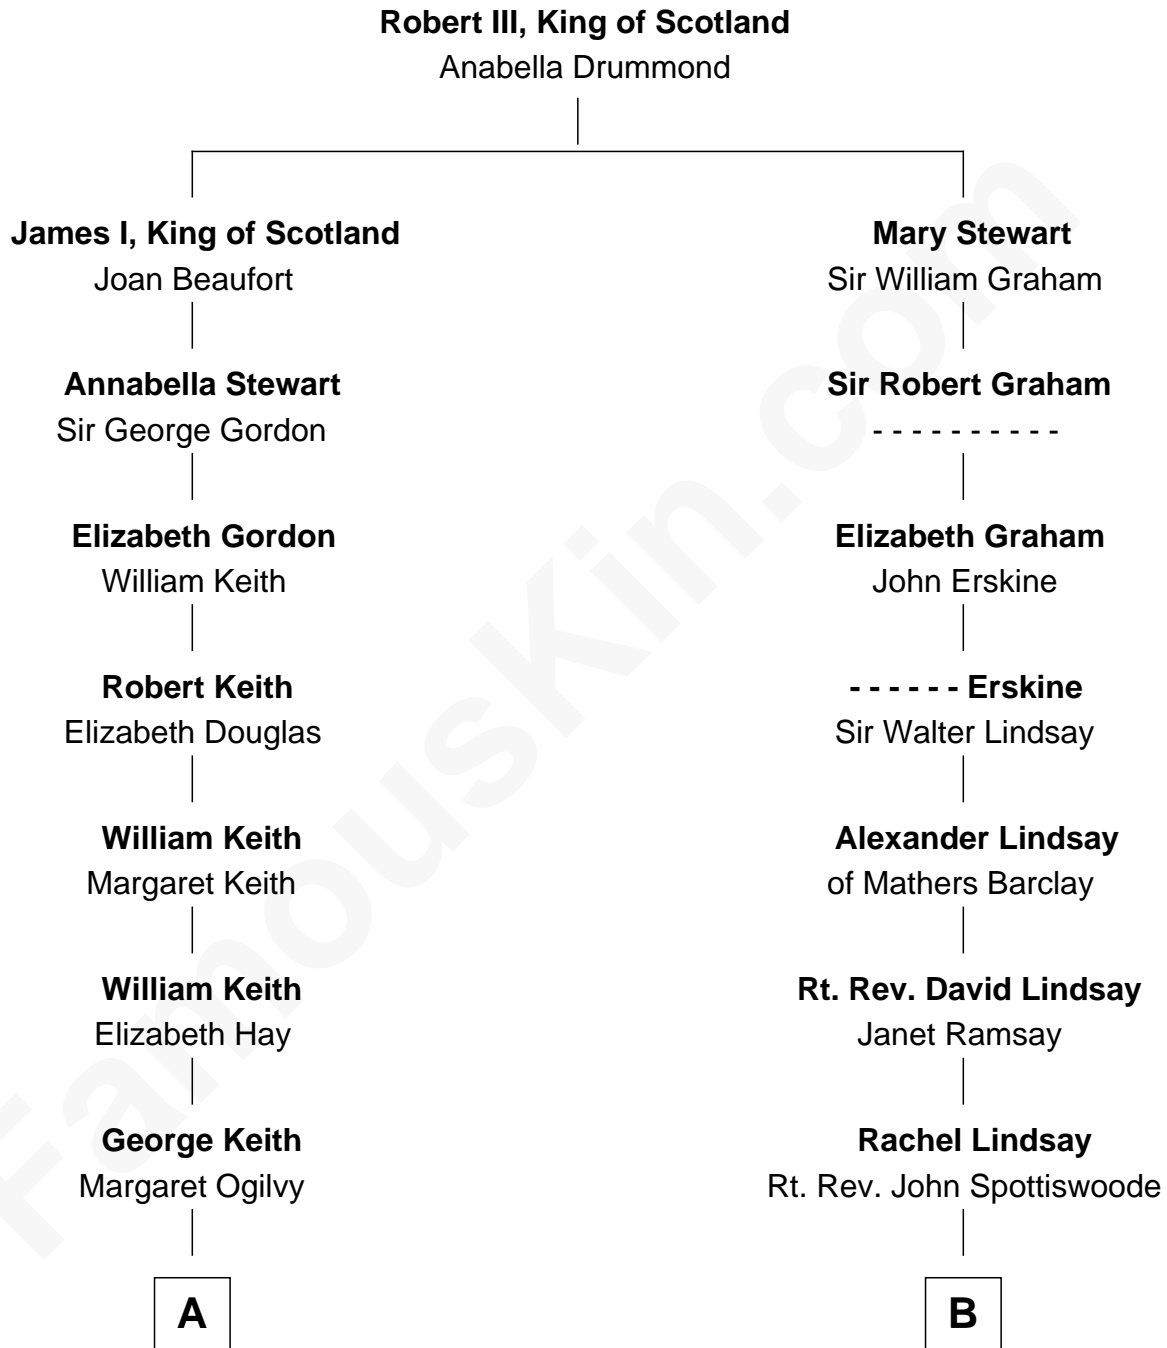 Robert III, King of Scotland
Anabella Drummond
James I, King of Scotland
Joan Beaufort
Mary Stewart
Sir William Graham
Annabella Stewart
Sir George Gordon
Sir Robert Graham
- - - - - - - - - -
Elizabeth Gordon
William Keith
Elizabeth Graham
John Erskine
Robert Keith
Elizabeth Douglas
- - - - - - Erskine
Sir Walter Lindsay
William Keith
Margaret Keith
Alexander Lindsay
of Mathers Barclay
William Keith
Elizabeth Hay
Rt. Rev. David Lindsay
Janet Ramsay
George Keith
Margaret Ogilvy
Rachel Lindsay
Rt. Rev. John Spottiswoode
A
B
FamousKin.com